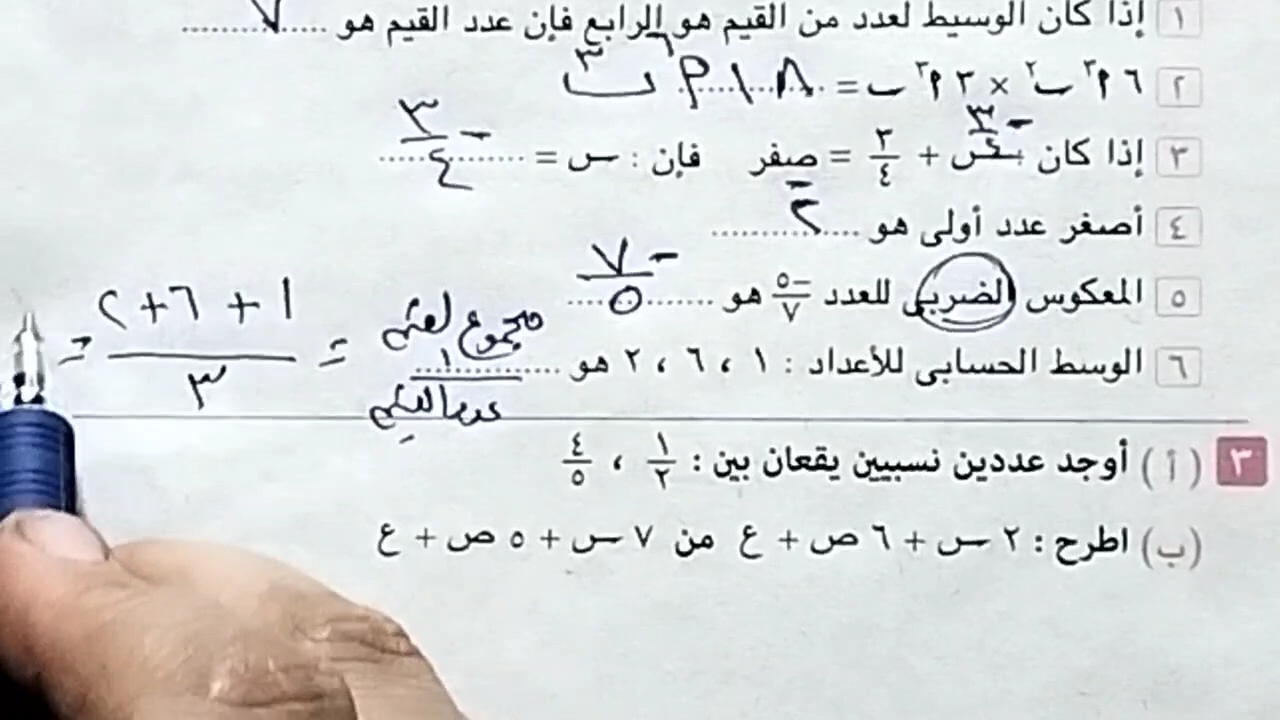 ١ إذا كان الوسيط لعدد من القيم هو الرابع فإن عدد القيم هو ...٧...
٢ ٦ ٢م ب٢ × ٣ ٣م ب = ١٨ م٦ ب٣
٣ إذا كان س + ٣/٤ = صفر فإن : س = -٣/٤
٤ أصغر عدد أولى هو ...٢...
٥ المعكوس الضربى للعدد -٥/٧ هو -٧/٥
٦ الوسط الحسابى للأعداد : ١ ، ٦ ، ٢ هو ... مجموع القيم / عدد القيم = ١ + ٦ + ٢ / ٣ =
٣ (أ) أوجد عددين نسبيين يقعان بين : ١/٢ ، ٤/٥
(ب) اطرح : ٢ س + ٦ ص + ع من ٧ س + ٥ ص + ع